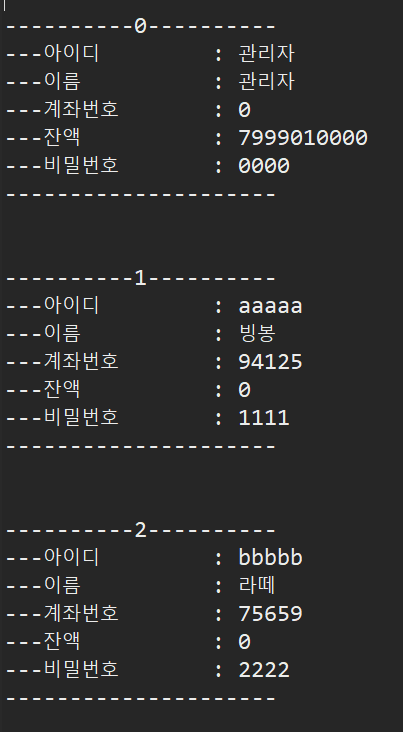 ----------0----------
---아이디 : 관리자
---이름 : 관리자
---계좌번호 : 0
---잔액 : 7999010000
---비밀번호 : 0000
---------------------
----------1----------
---아이디 : aaaaa
---이름 : 빙봉
---계좌번호 : 94125
---잔액 : 0
---비밀번호 : 1111
---------------------
----------2----------
---아이디 : bbbbb
---이름 : 라떼
---계좌번호 : 75659
---잔액 : 0
---비밀번호 : 2222
---------------------